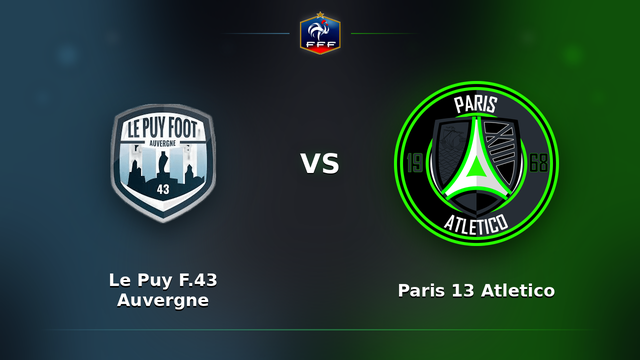 FFF
LE PUY FOOT
AUVERGNE
43
PARIS
19 68
ATLETICO
VS
Le Puy F.43
Auvergne
Paris 13 Atletico